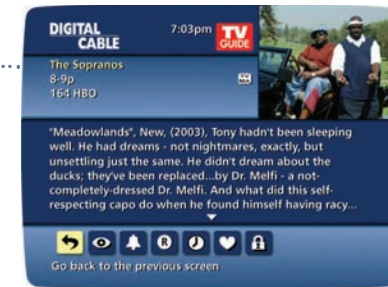 DIGITAL CABLE
7:03pm
TV GUIDE
The Sopranos
8-9p
TV MA
164 HBO
"Meadowlands", New, (2003), Tony hadn't been sleeping
well. He had dreams - not nightmares, exactly, but
unsettling just the same. He didn't dream about the
ducks; they've been replaced...by Dr. Melfi - a not-
completely-dressed Dr. Melfi. And what did this self-
respecting capo do when he found himself having racy...
R
Go back to the previous screen